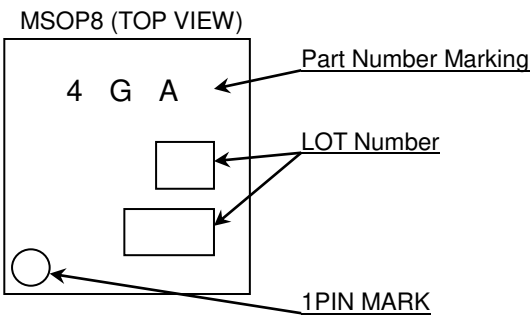 MSOP8 (TOP VIEW)
Part Number Marking
4 G A
LOT Number
1PIN MARK